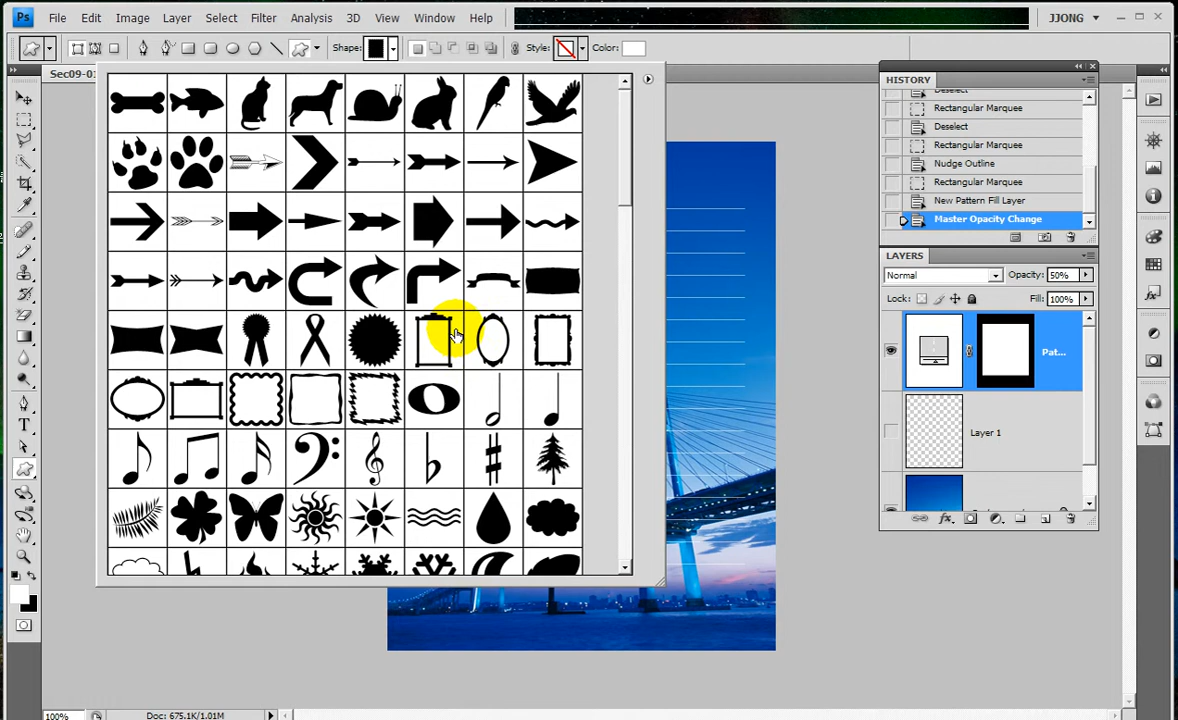 Ps File Edit Image Layer Select Filter Analysis 3D View Window Help JJONG
Shape: Style: Color:
Sec09-01
HISTORY
Deselect
Rectangular Marquee
Deselect
Rectangular Marquee
Nudge Outline
Rectangular Marquee
New Pattern Fill Layer
Master Opacity Change
LAYERS
Normal Opacity: 50%
Lock: Fill: 100%
Pat...
Layer 1
100% Doc: 675.1K/1.01M